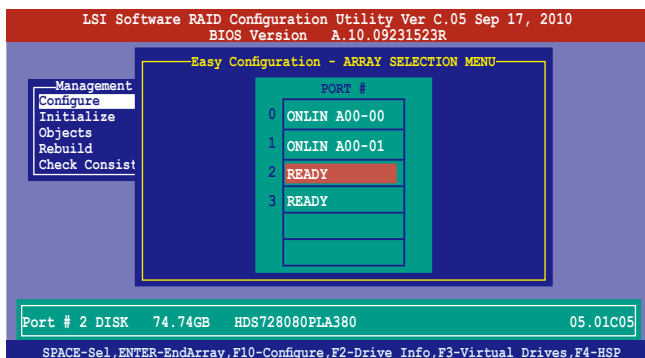 LSI Software RAID Configuration Utility Ver C.05 Sep 17, 2010
BIOS Version A.10.09231523R
Easy Configuration - ARRAY SELECTION MENU
Management
Configure
Initialize
Objects
Rebuild
Check Consist
PORT #
0 ONLIN A00-00
1 ONLIN A00-01
2 READY
3 READY
Port # 2 DISK 74.74GB HDS728080PLA380 05.01C05
SPACE-Sel,ENTER-EndArray,F10-Configure,F2-Drive Info,F3-Virtual Drives,F4-HSP